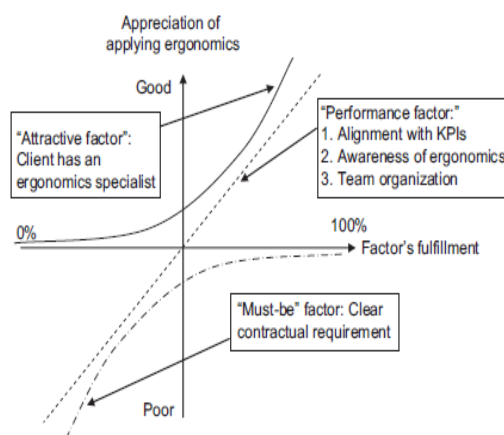 Appreciation of
applying ergonomics
Good
"Attractive factor":
Client has an
ergonomics specialist
"Performance factor:"
1. Alignment with KPIs
2. Awareness of ergonomics
3. Team organization
0%
100%
Factor's fulfillment
"Must-be" factor: Clear
contractual requirement
Poor